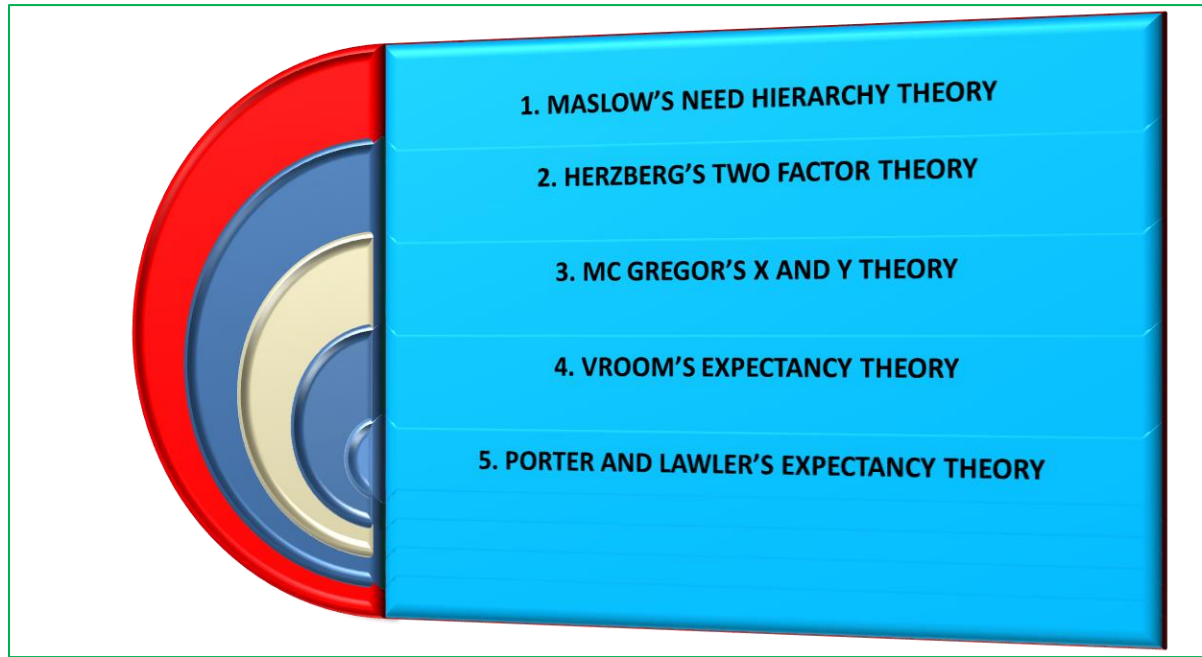 1. MASLOW’S NEED HIERARCHY THEORY
2. HERZBERG’S TWO FACTOR THEORY
3. MC GREGOR’S X AND Y THEORY
4. VROOM’S EXPECTANCY THEORY
5. PORTER AND LAWLER’S EXPECTANCY THEORY